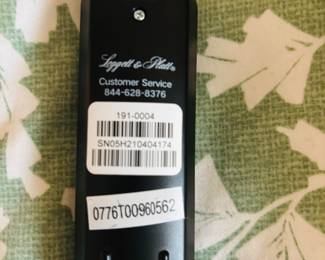 Leggett & Platt®
Customer Service
844-628-8376
191-0004
SN05H210404174
0776T00960562